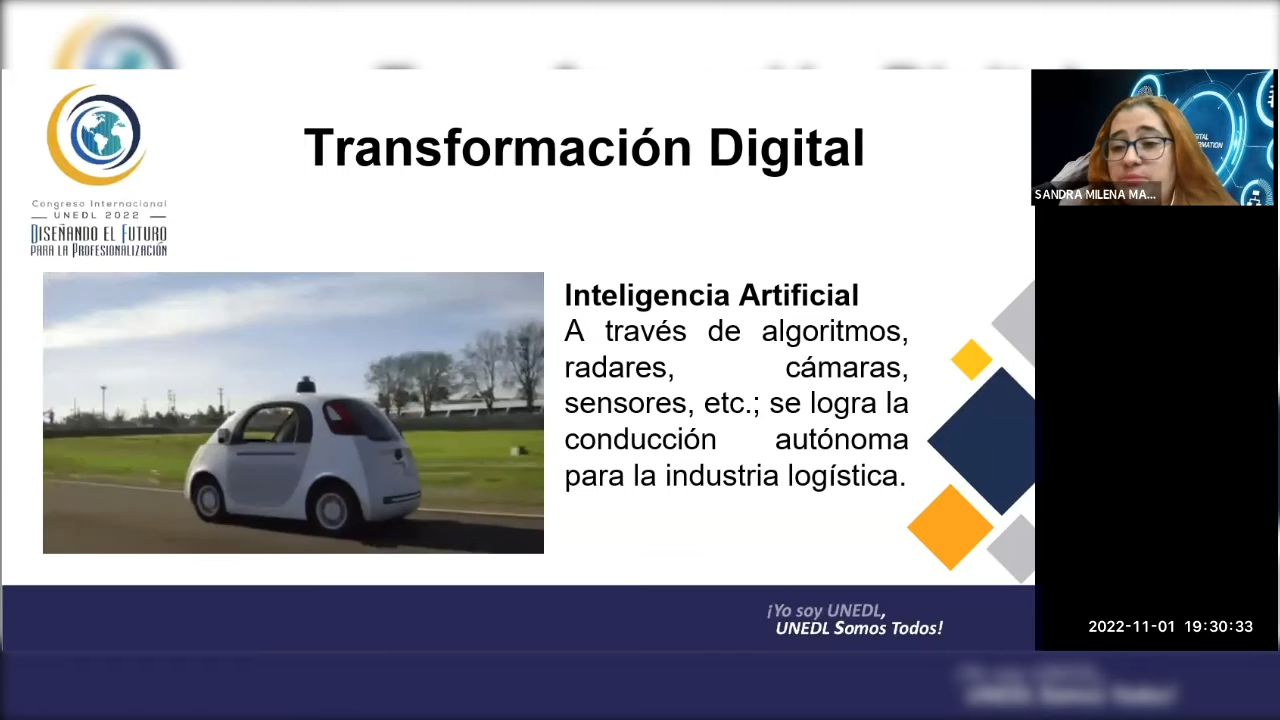 Transformación Digital
Congreso Internacional
UNEDL 2022
DISEÑANDO EL FUTURO
PARA LA PROFESIONALIZACIÓN
SANDRA MILENA MA...
Inteligencia Artificial
A través de algoritmos,
radares, cámaras,
sensores, etc.; se logra la
conducción autónoma
para la industria logística.
¡Yo soy UNEDL,
UNEDL Somos Todos!
2022-11-01 19:30:33